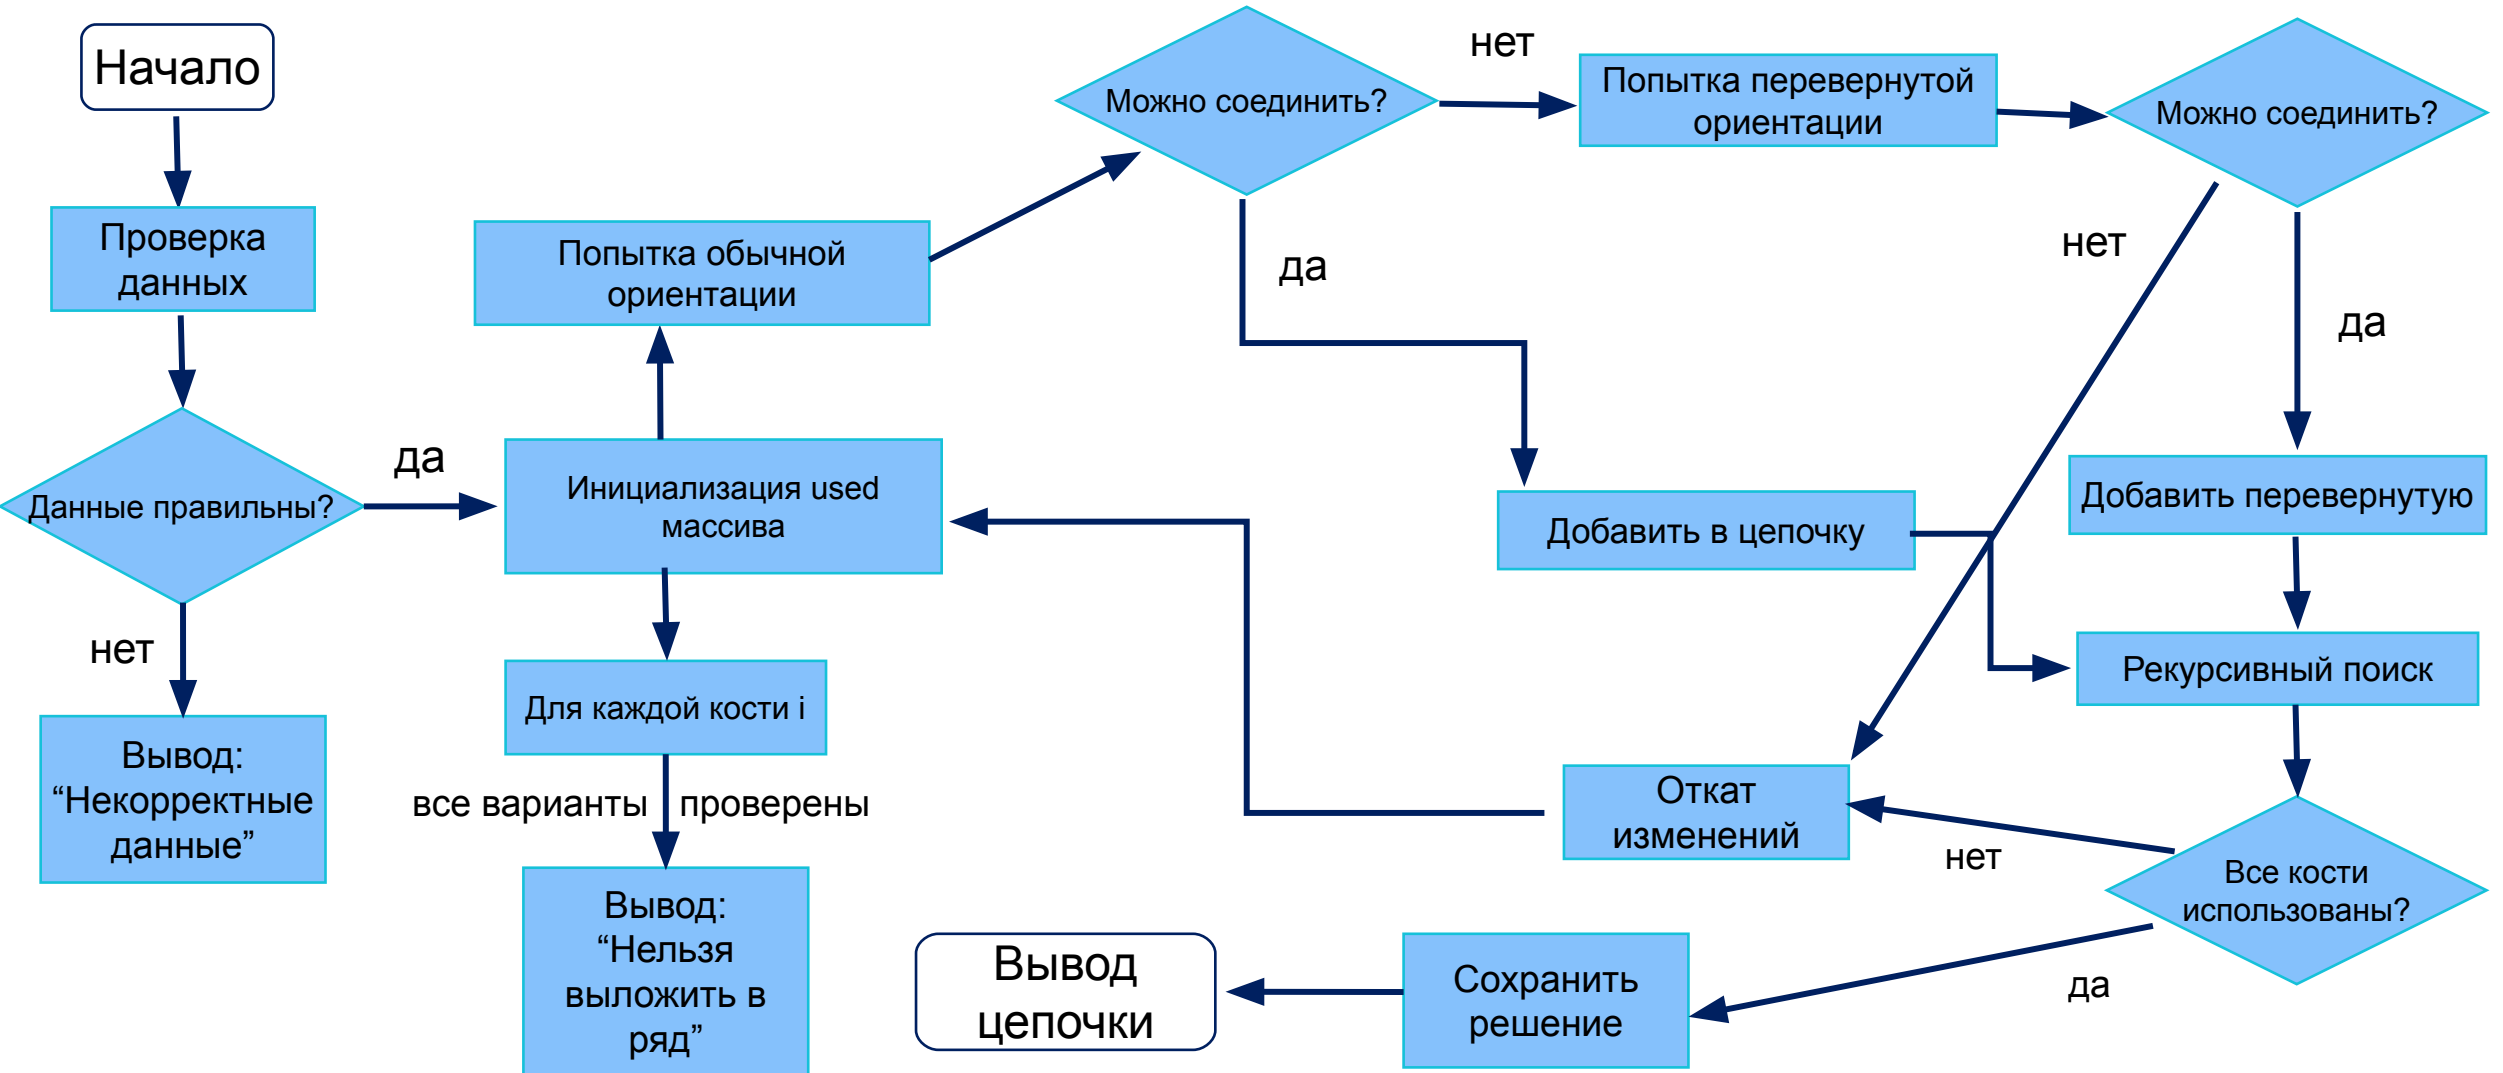 Начало
Проверка
данных
Данные правильны?
да
нет
Вывод:
“Некорректные
данные”
Попытка обычной
ориентации
Инициализация used
массива
Для каждой кости i
все варианты проверены
Вывод:
“Нельзя
выложить в
ряд”
Можно соединить?
нет
да
Попытка перевернутой
ориентации
Можно соединить?
нет
да
Добавить в цепочку
Добавить перевернутую
Рекурсивный поиск
Откат
изменений
нет
Все кости
использованы?
да
Сохранить
решение
Вывод
цепочки